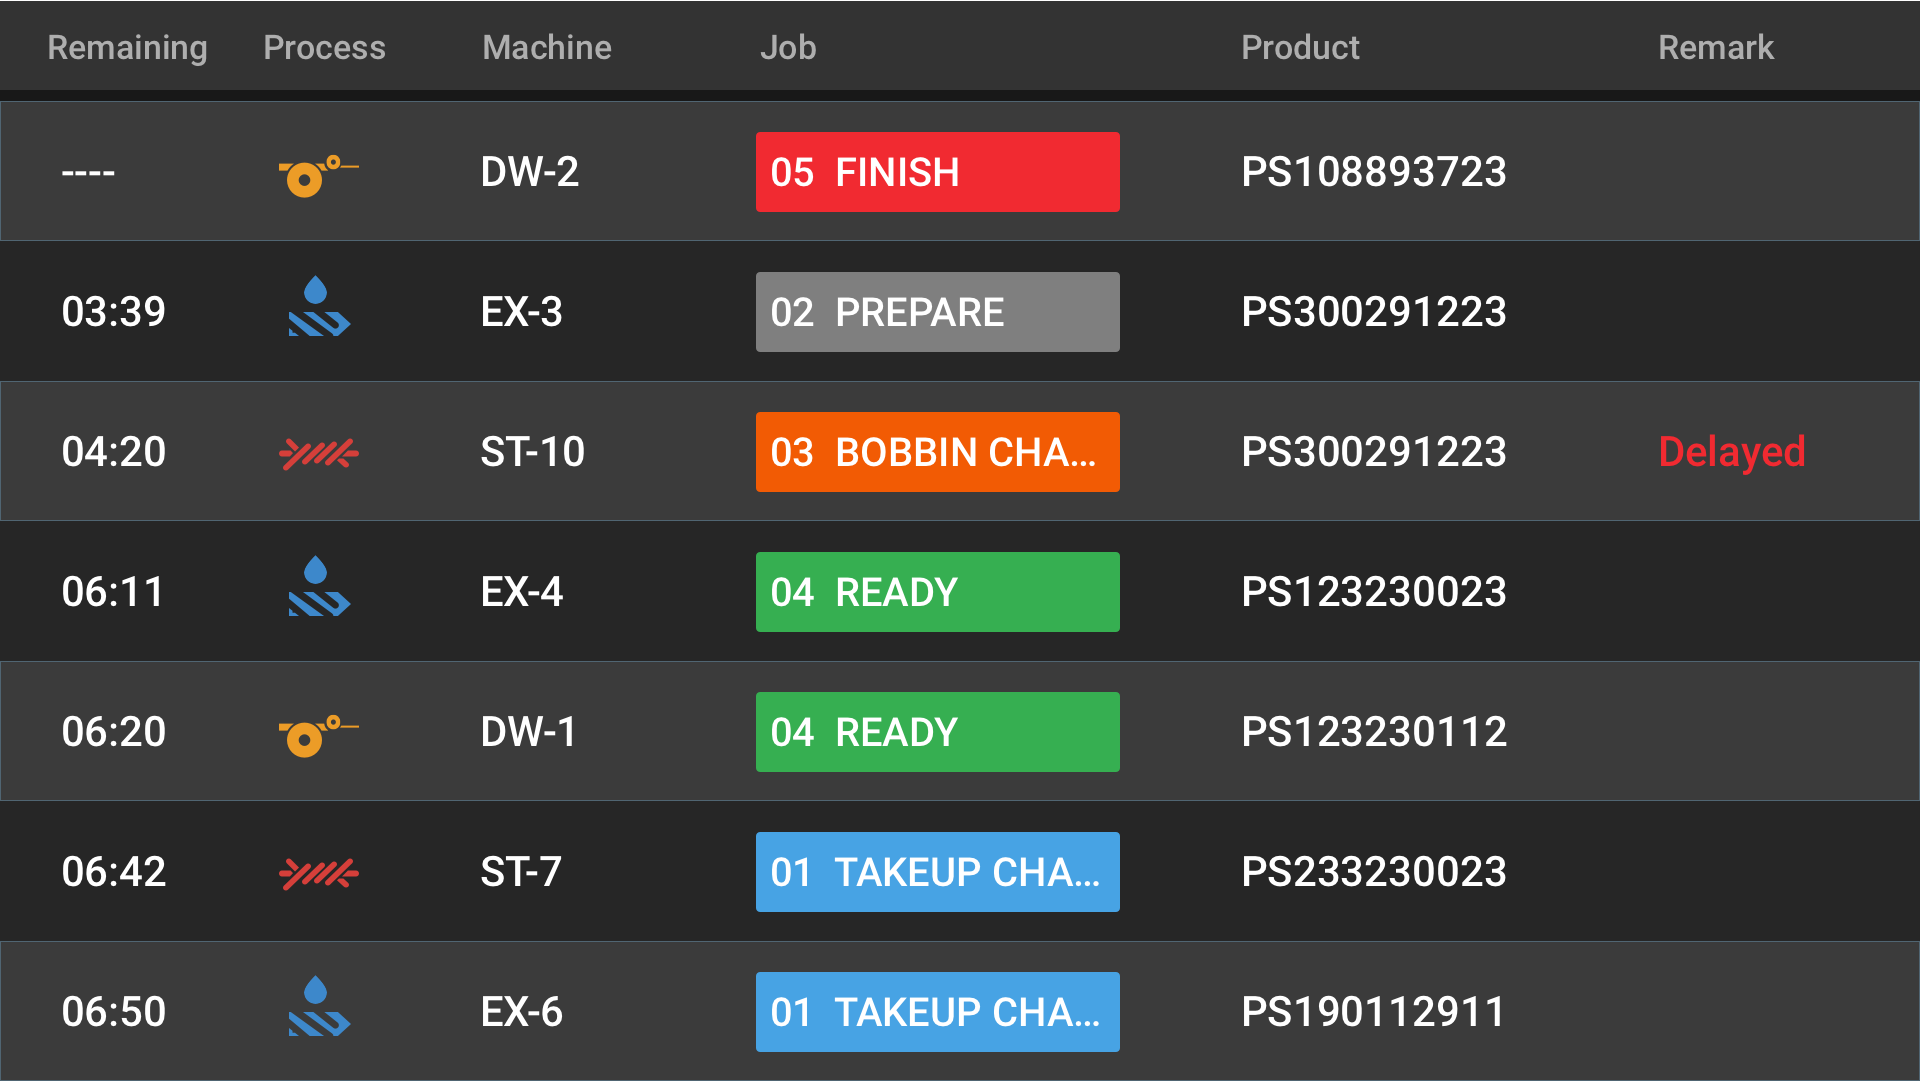 Remaining Process Machine Job Product Remark
---- DW-2 05 FINISH PS108893723
03:39 EX-3 02 PREPARE PS300291223
04:20 ST-10 03 BOBBIN CHA... PS300291223 Delayed
06:11 EX-4 04 READY PS123230023
06:20 DW-1 04 READY PS123230112
06:42 ST-7 01 TAKEUP CHA... PS233230023
06:50 EX-6 01 TAKEUP CHA... PS190112911